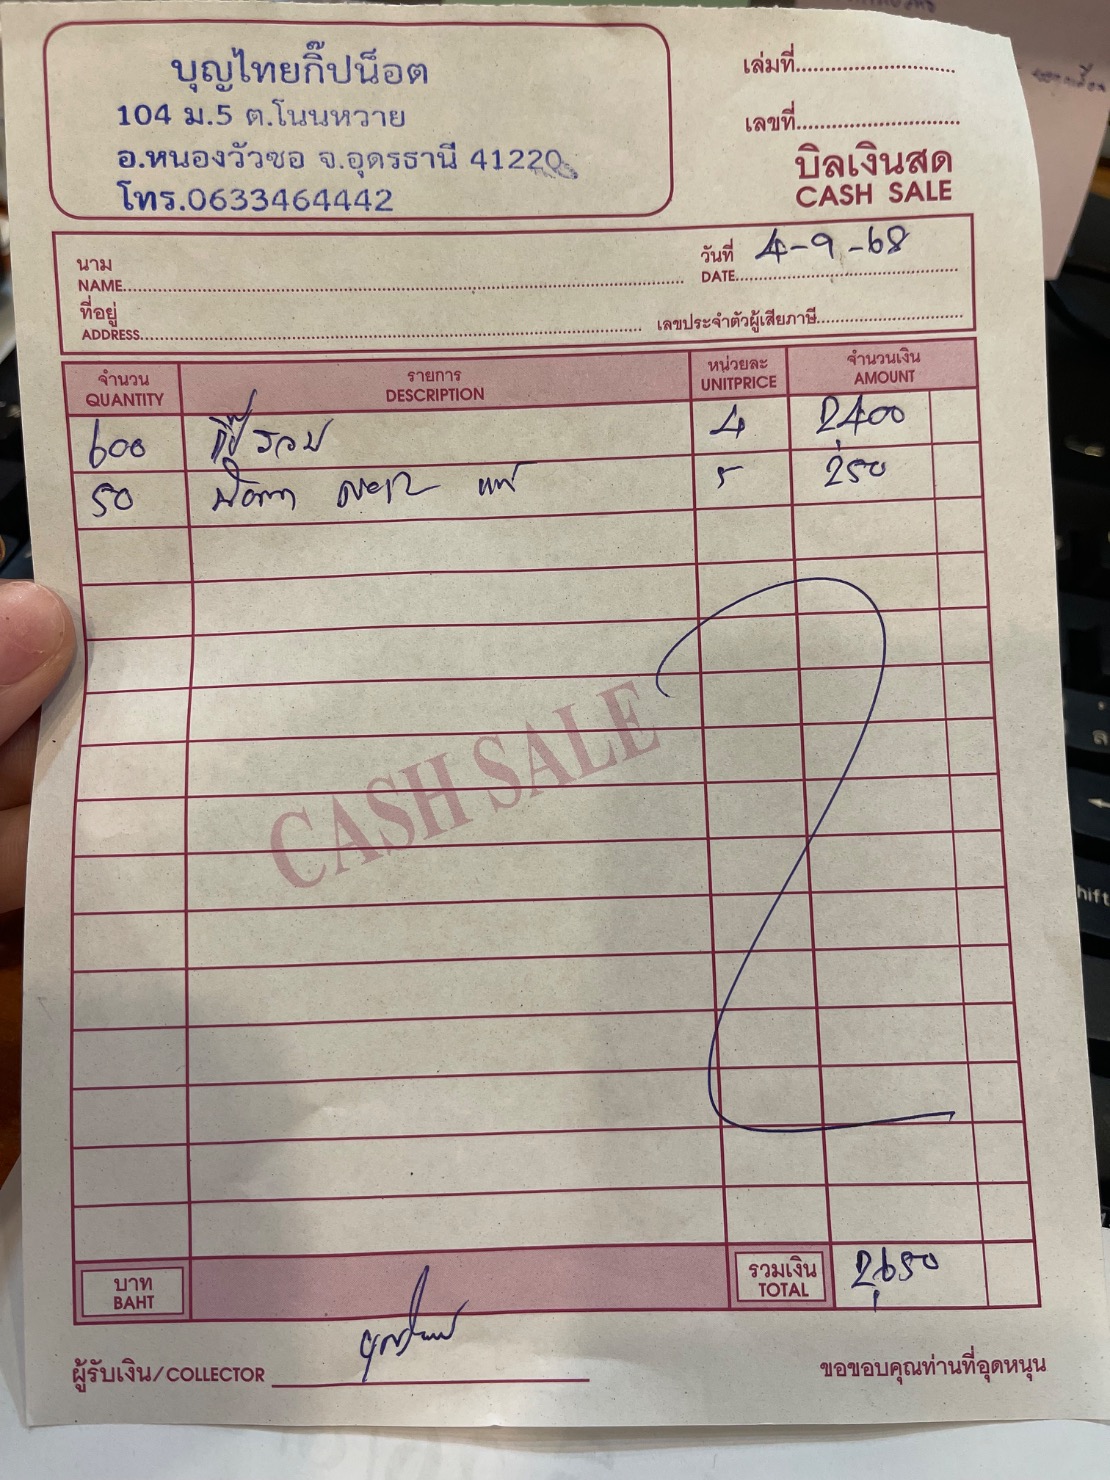 บุญไทยกิ๊ปน็อต
104 ม.5 ต.โนนหวาย
อ.หนองวัวซอ จ.อุดรธานี 41220
โทร.0633464442
เล่มที่
เลขที่
บิลเงินสด
CASH SALE
นาม
NAME
วันที่ 4-9-68
DATE
ที่อยู่
ADDRESS
เลขประจำตัวผู้เสียภาษี
จำนวน รายการ หน่วยละ จำนวนเงิน
QUANTITY DESCRIPTION UNITPRICE AMOUNT
600 4 2,400
50 5 250
CASH SALE
บาท รวมเงิน 2,650
BAHT TOTAL
ผู้รับเงิน/COLLECTOR
ขอขอบคุณท่านที่อุดหนุน